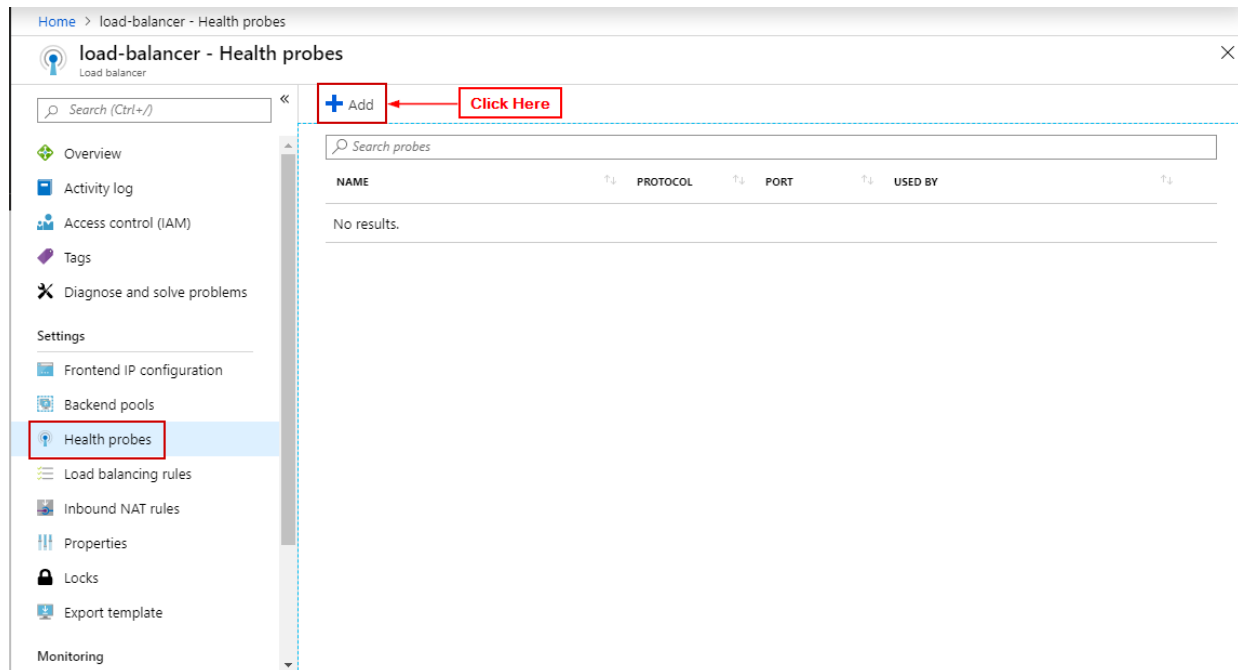 Home > load-balancer - Health probes
load-balancer - Health probes
Load balancer
Search (Ctrl+/)
«
Add
Click Here
Overview
Activity log
Access control (IAM)
Tags
Diagnose and solve problems
Settings
Frontend IP configuration
Backend pools
Health probes
Load balancing rules
Inbound NAT rules
Properties
Locks
Export template
Monitoring
Search probes
NAME ↑↓ PROTOCOL ↑↓ PORT ↑↓ USED BY ↑↓
No results.